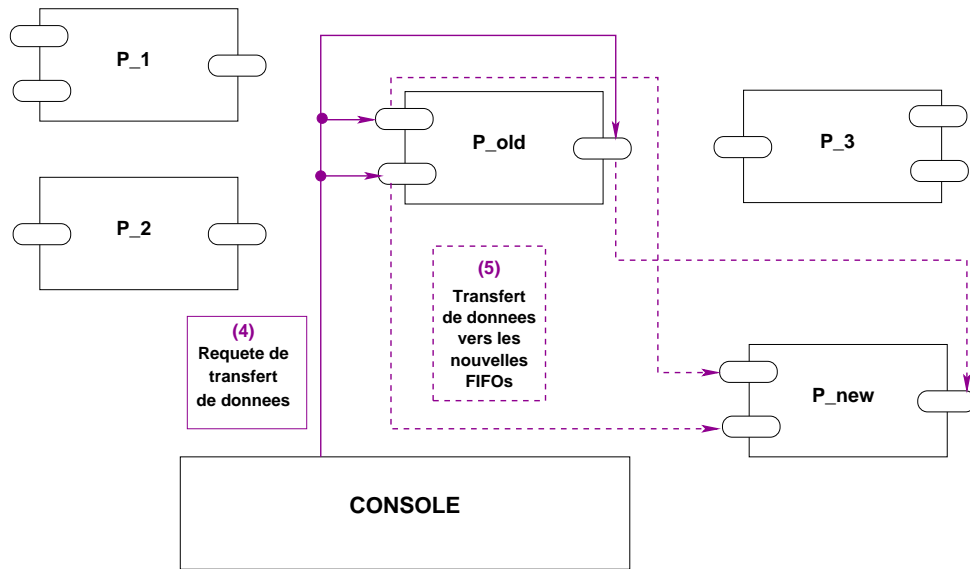 P_1
P_old
P_3
P_2
(5)
Transfert
de donnees
vers les
nouvelles
FIFOs
(4)
Requete de
transfert
de donnees
P_new
CONSOLE